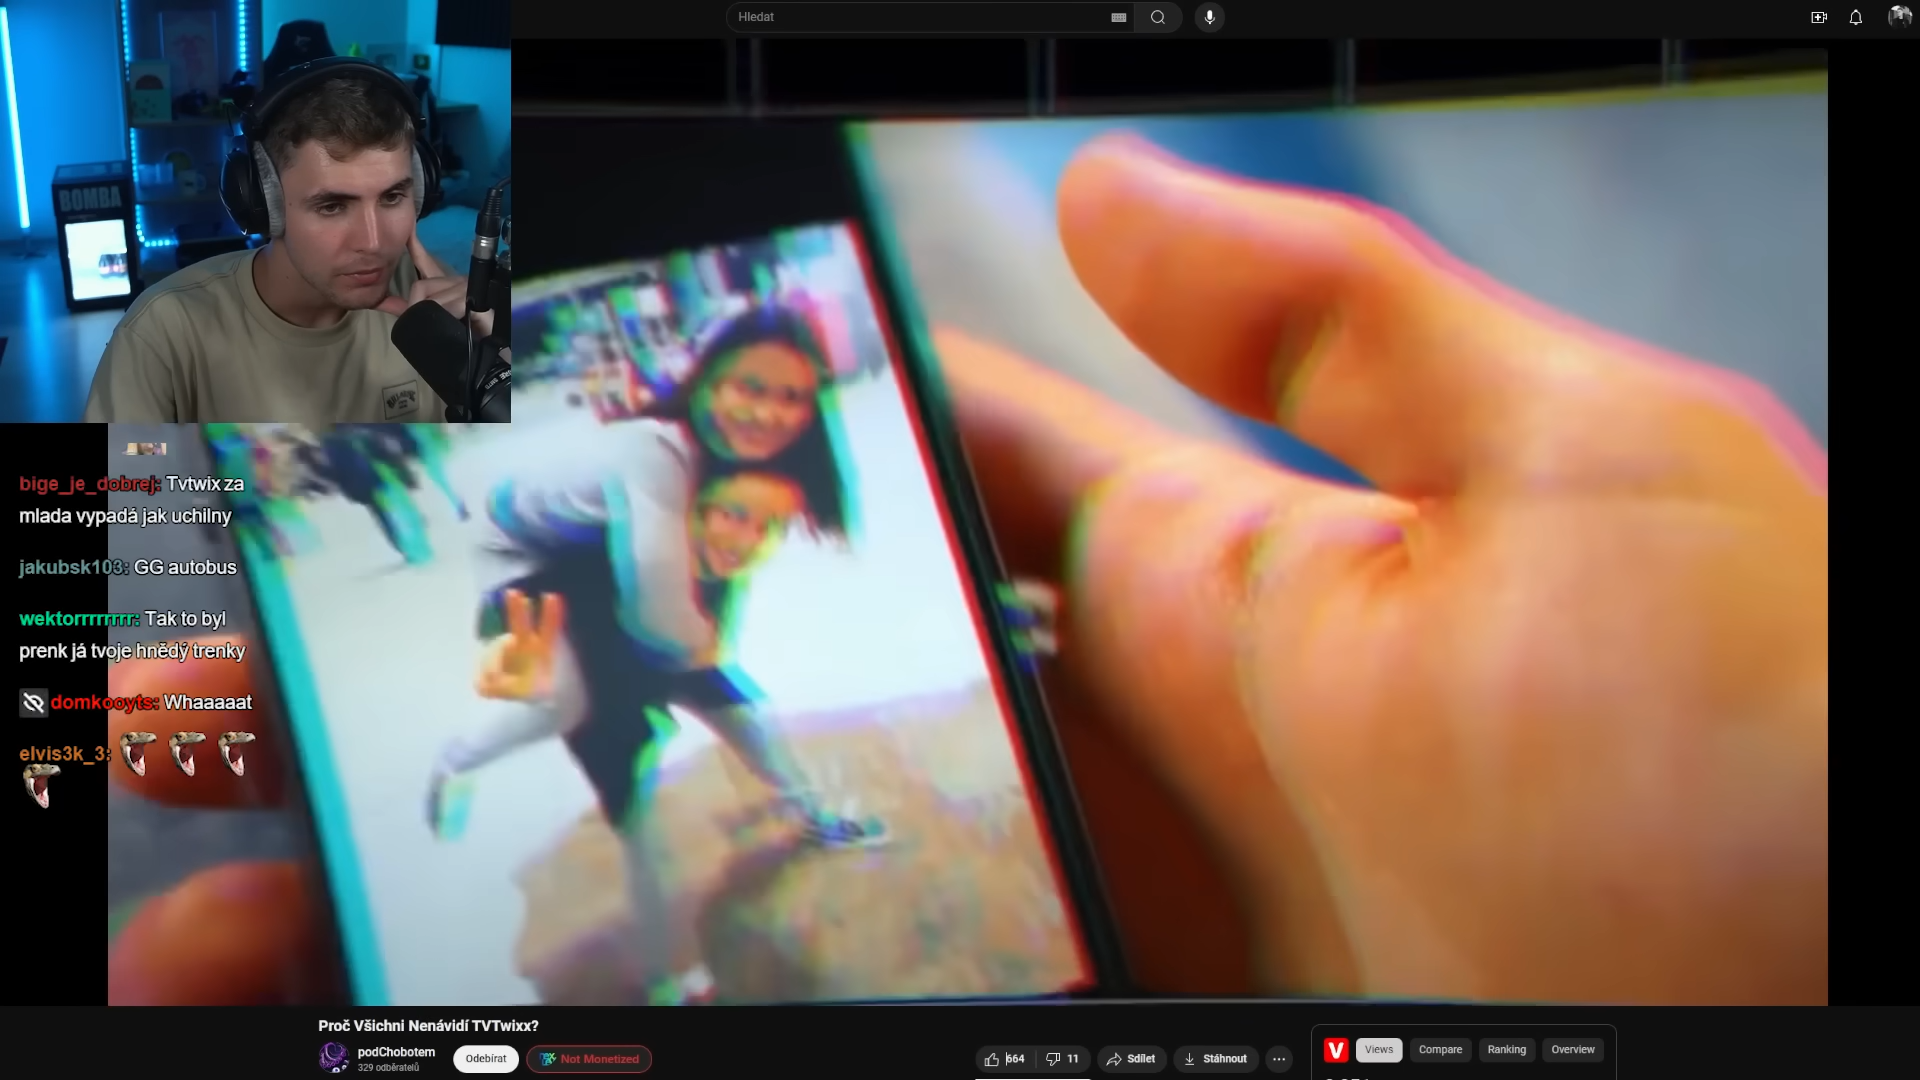 Hledat
BOMBA
bige_je_dobrej: Tvtwix za
mlada vypadá jak uchilny
jakubsk103: GG autobus
wektorrrrrrrr: Tak to byl
prenk já tvoje hnědý trenky
domkooyts: Whaaaaat
elvis3k_3:
Proč Všichni Nenávidí TVTwixx?
podChobotem
329 odběratelů
Odebírat
Not Monetized
664
11
Sdílet
Stáhnout
Views
Compare
Ranking
Overview